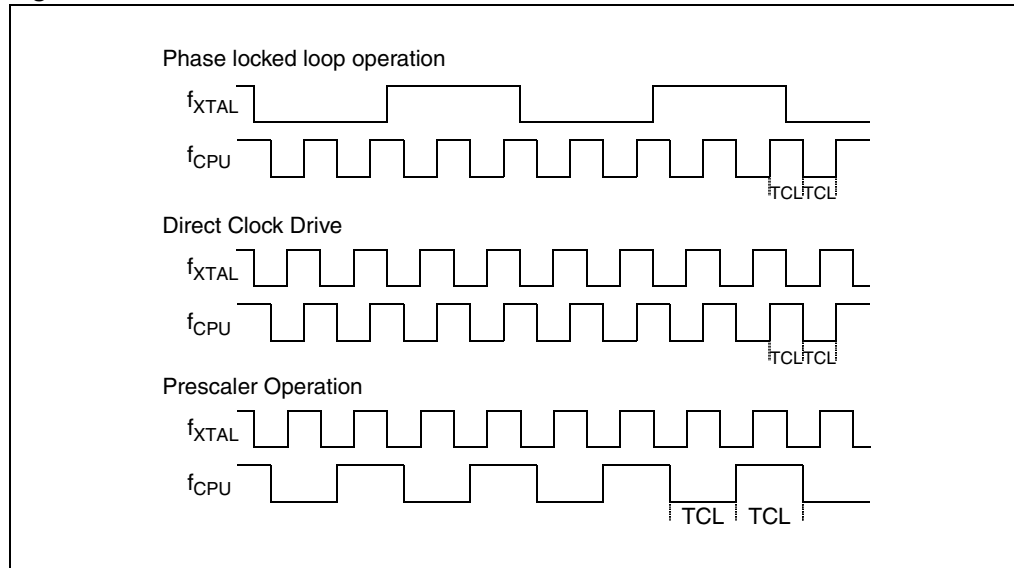 Phase locked loop operation
fXTAL
fCPU
TCL TCL
Direct Clock Drive
fXTAL
fCPU
TCL TCL
Prescaler Operation
fXTAL
fCPU
TCL TCL